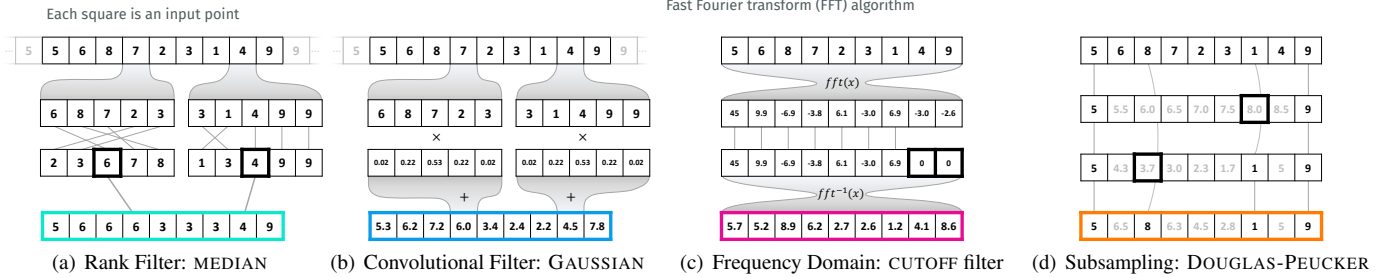 Each square is an input point
Fast Fourier transform (FFT) algorithm
... 5 5 6 8 7 2 3 1 4 9 9 ...
6 8 7 2 3 3 1 4 9 9
2 3 6 7 8 1 3 4 9 9
5 6 6 6 3 3 3 4 9
(a) Rank Filter: MEDIAN
... 5 5 6 8 7 2 3 1 4 9 9 ...
6 8 7 2 3 3 1 4 9 9
× ×
0.02 0.22 0.53 0.22 0.02 0.02 0.22 0.53 0.22 0.02
+ +
5.3 6.2 7.2 6.0 3.4 2.4 2.2 4.5 7.8
(b) Convolutional Filter: GAUSSIAN
5 6 8 7 2 3 1 4 9
fft(x)
45 9.9 -6.9 -3.8 6.1 -3.0 6.9 -3.0 -2.6
45 9.9 -6.9 -3.8 6.1 -3.0 6.9 0 0
fft⁻¹(x)
5.7 5.2 8.9 6.2 2.7 2.6 1.2 4.1 8.6
(c) Frequency Domain: CUTOFF filter
5 6 8 7 2 3 1 4 9
5 5.5 6.0 6.5 7.0 7.5 8.0 8.5 9
5 4.3 3.7 3.0 2.3 1.7 1 5 9
5 6.5 8 6.3 4.5 2.8 1 5 9
(d) Subsampling: DOUGLAS-PEUCKER